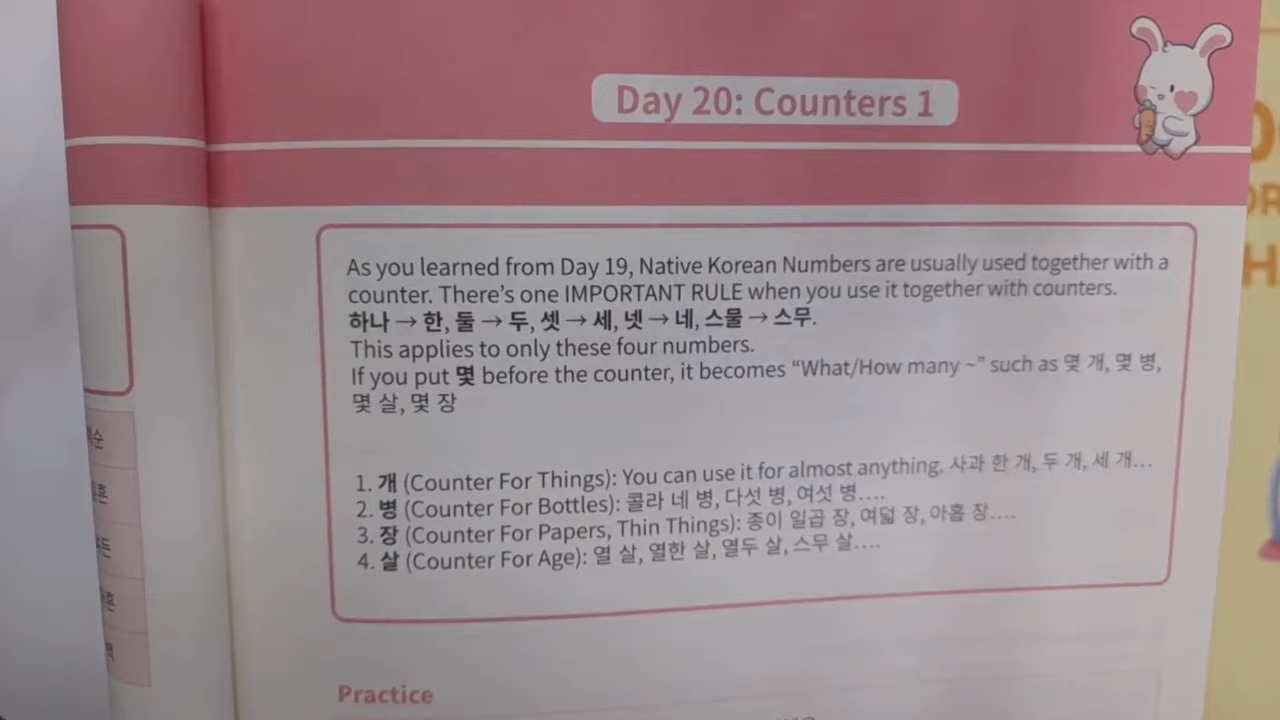 Day 20: Counters 1
As you learned from Day 19, Native Korean Numbers are usually used together with a
counter. There's one IMPORTANT RULE when you use it together with counters.
하나 → 한, 둘 → 두, 셋 → 세, 넷 → 네, 스물 → 스무.
This applies to only these four numbers.
If you put 몇 before the counter, it becomes “What/How many ~” such as 몇 개, 몇 병,
몇 살, 몇 장
1. 개 (Counter For Things): You can use it for almost anything. 사과 한 개, 두 개, 세 개...
2. 병 (Counter For Bottles): 콜라 네 병, 다섯 병, 여섯 병....
3. 장 (Counter For Papers, Thin Things): 종이 일곱 장, 여덟 장, 아홉 장....
4. 살 (Counter For Age): 열 살, 열한 살, 열두 살, 스무 살....
Practice